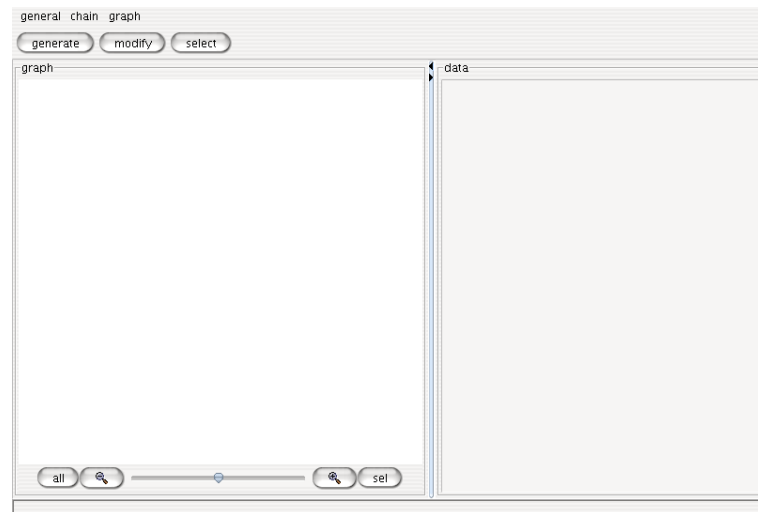 general chain graph
generate modify select
graph
data
all
sel